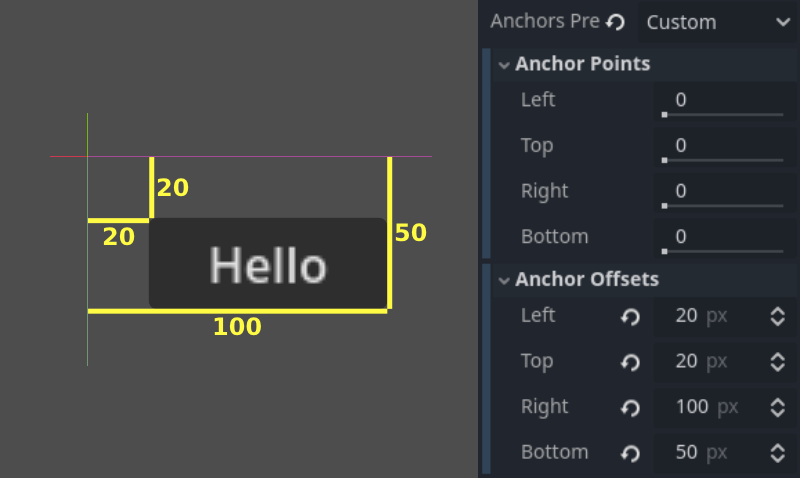 20
20
50
Hello
100
Anchors Pre Custom
Anchor Points
Left 0
Top 0
Right 0
Bottom 0
Anchor Offsets
Left 20 px
Top 20 px
Right 100 px
Bottom 50 px